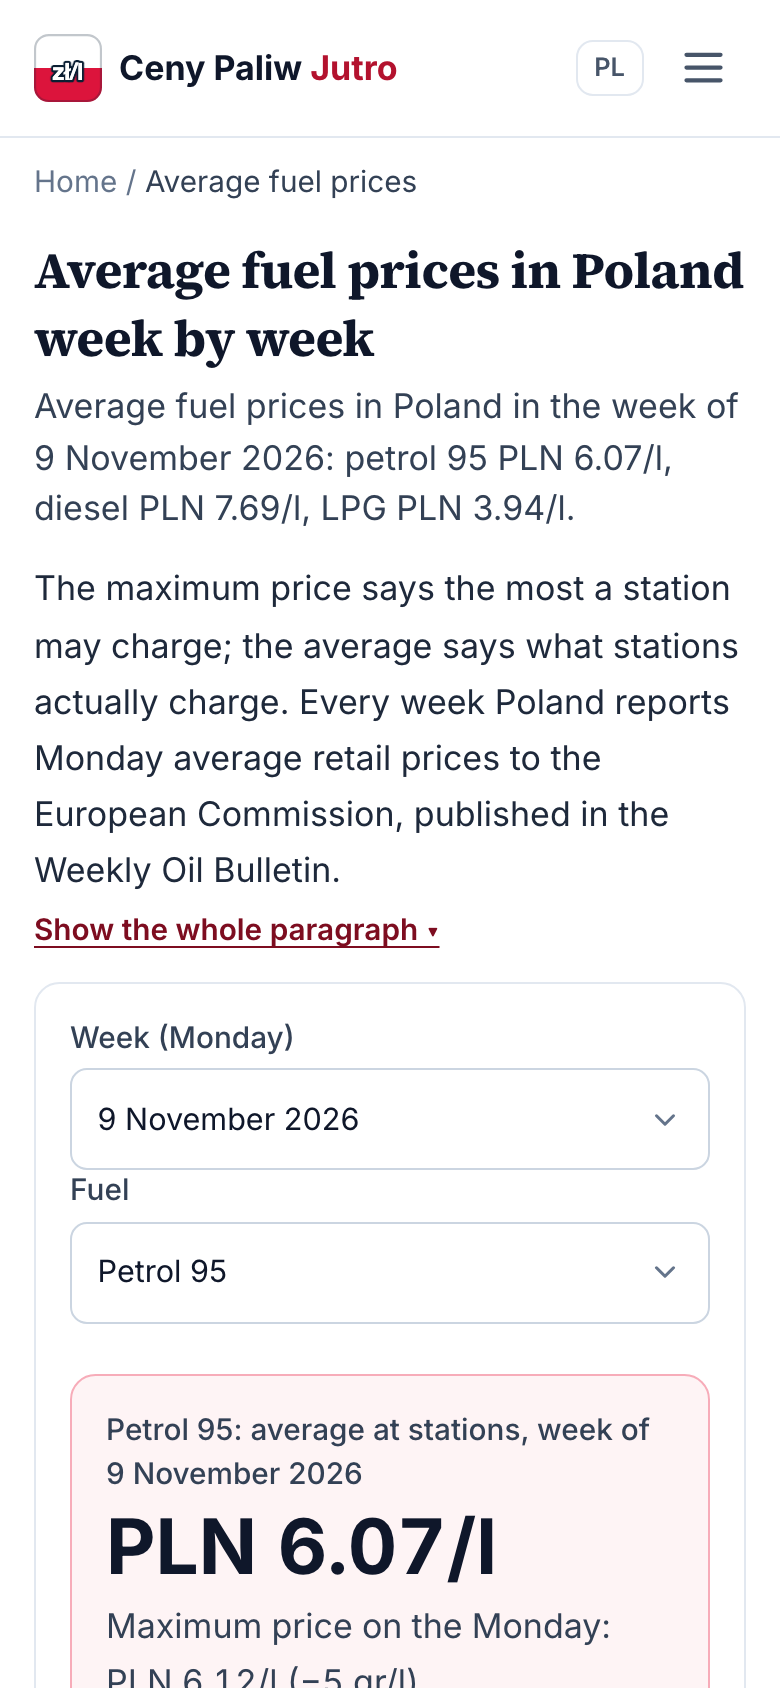 zł/l
Ceny Paliw Jutro
PL
Home / Average fuel prices
Average fuel prices in Poland
week by week
Average fuel prices in Poland in the week of
9 November 2026: petrol 95 PLN 6.07/l,
diesel PLN 7.69/l, LPG PLN 3.94/l.
The maximum price says the most a station
may charge; the average says what stations
actually charge. Every week Poland reports
Monday average retail prices to the
European Commission, published in the
Weekly Oil Bulletin.
Show the whole paragraph ▾
Week (Monday)
9 November 2026
Fuel
Petrol 95
Petrol 95: average at stations, week of
9 November 2026
PLN 6.07/l
Maximum price on the Monday:
PLN 6.12/l (−5 gr/l)